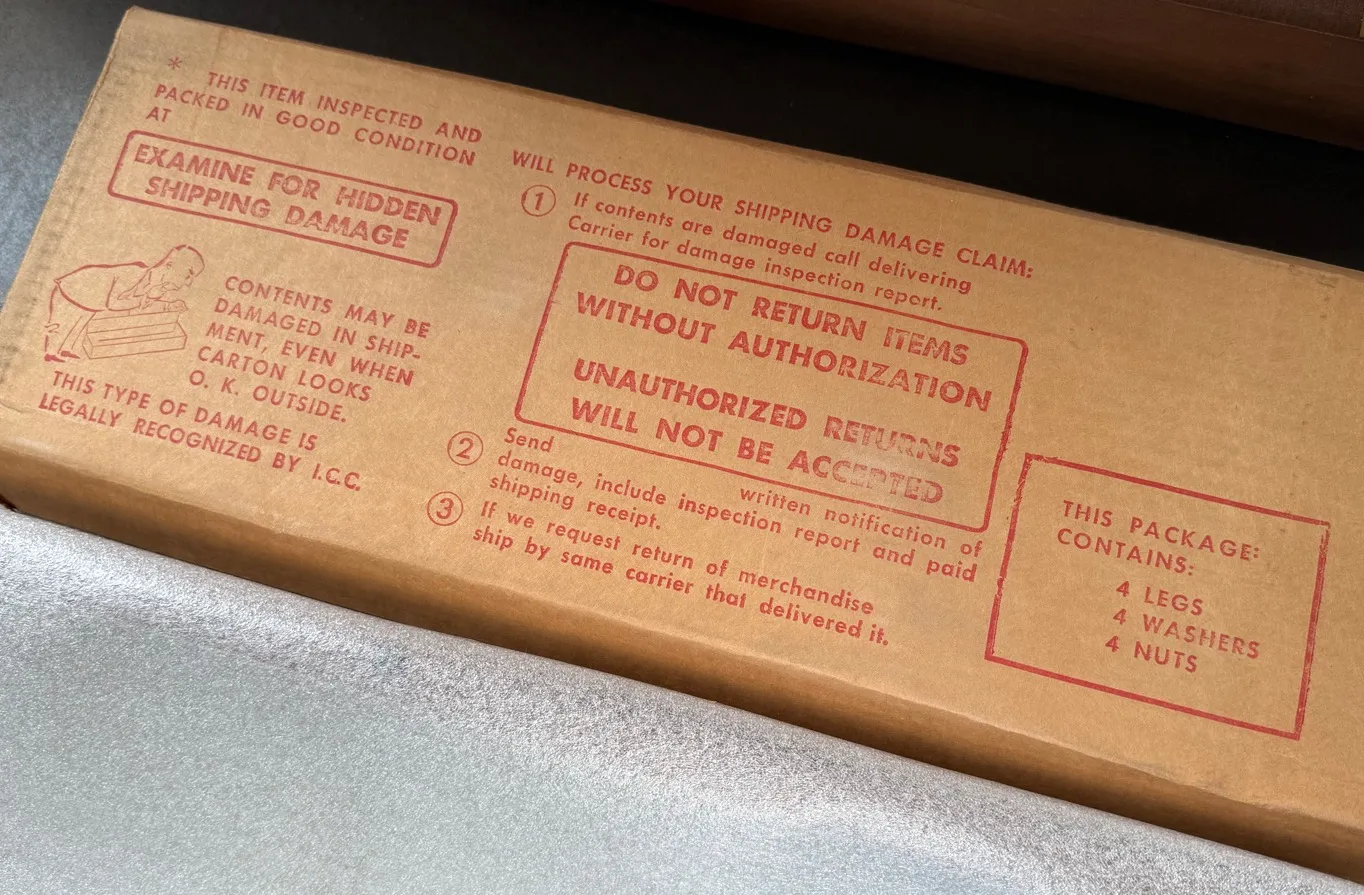 * THIS ITEM INSPECTED AND
PACKED IN GOOD CONDITION
AT
EXAMINE FOR HIDDEN
SHIPPING DAMAGE
CONTENTS MAY BE
DAMAGED IN SHIP-
MENT, EVEN WHEN
CARTON LOOKS
O. K. OUTSIDE.
THIS TYPE OF DAMAGE IS
LEGALLY RECOGNIZED BY I.C.C.
WILL PROCESS YOUR SHIPPING DAMAGE CLAIM:
1 If contents are damaged call delivering
Carrier for damage inspection report.
DO NOT RETURN ITEMS
WITHOUT AUTHORIZATION
UNAUTHORIZED RETURNS
WILL NOT BE ACCEPTED
2 Send written notification of
damage, include inspection report and paid
shipping receipt.
3 If we request return of merchandise
ship by same carrier that delivered it.
THIS PACKAGE:
CONTAINS:
4 LEGS
4 WASHERS
4 NUTS